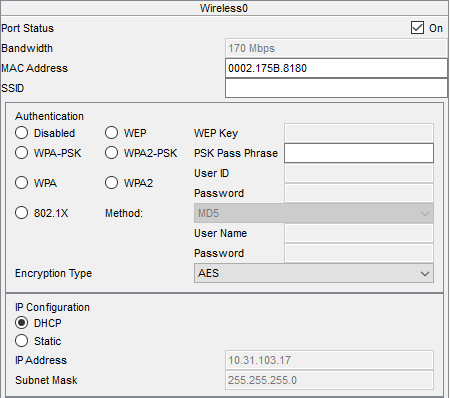 Wireless0
Port Status On
Bandwidth 170 Mbps
MAC Address 0002.175B.8180
SSID
Authentication
Disabled WEP WEP Key
WPA-PSK WPA2-PSK PSK Pass Phrase
User ID
WPA WPA2 Password
802.1X Method: MD5
User Name
Password
Encryption Type AES
IP Configuration
DHCP
Static
IP Address 10.31.103.17
Subnet Mask 255.255.255.0